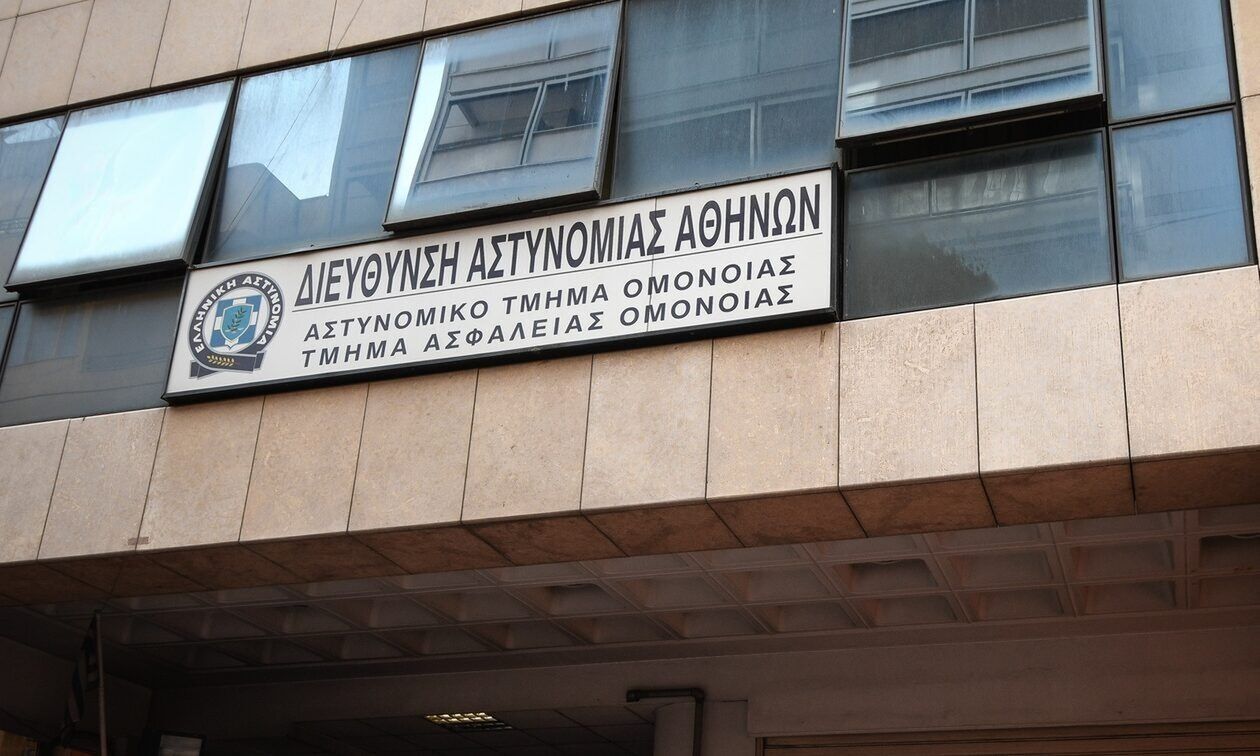 ΔΙΕΥΘΥΝΣΗ ΑΣΤΥΝΟΜΙΑΣ ΑΘΗΝΩΝ
ΑΣΤΥΝΟΜΙΚΟ ΤΜΗΜΑ ΟΜΟΝΟΙΑΣ
ΤΜΗΜΑ ΑΣΦΑΛΕΙΑΣ ΟΜΟΝΟΙΑΣ
ΕΛΛΗΝΙΚΗ ΑΣΤΥΝΟΜΙΑ